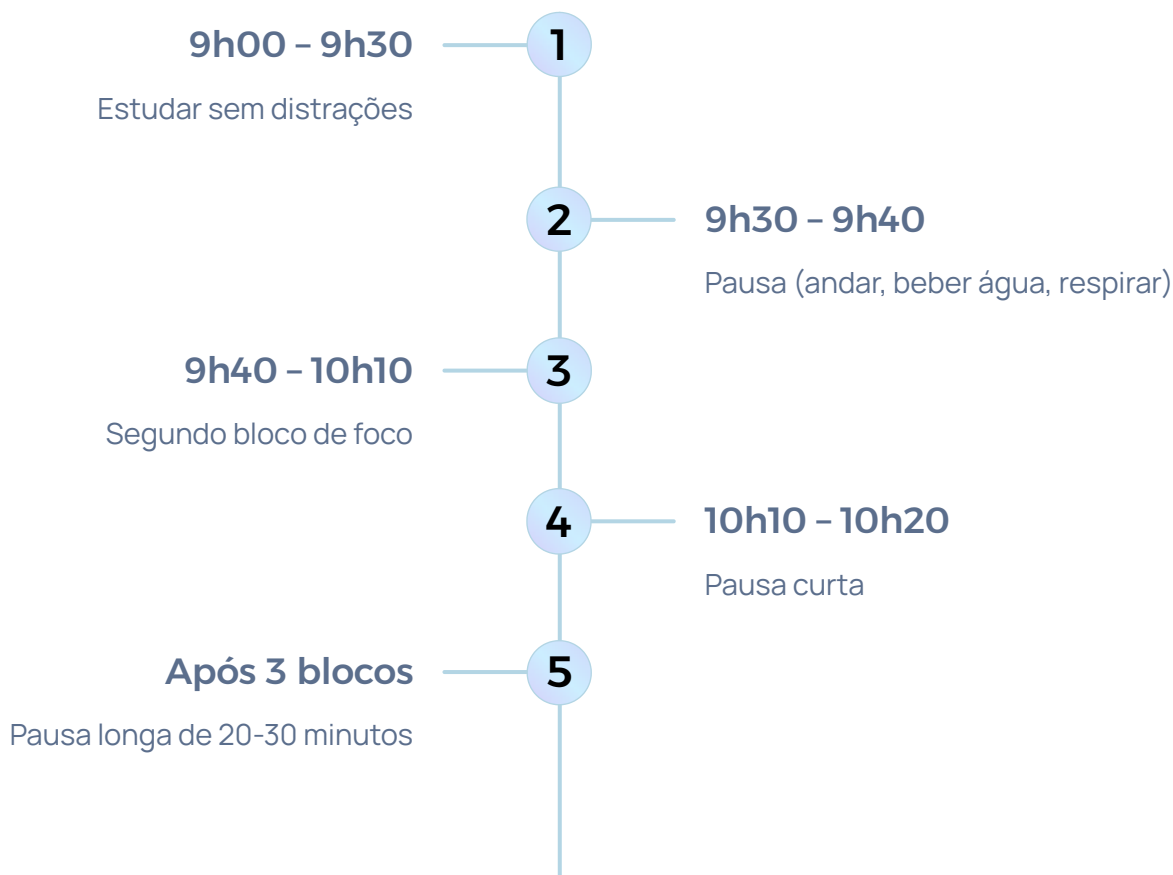 9h00 – 9h30
1
Estudar sem distrações
2
9h30 – 9h40
Pausa (andar, beber água, respirar)
9h40 – 10h10
3
Segundo bloco de foco
4
10h10 – 10h20
Pausa curta
Após 3 blocos
5
Pausa longa de 20-30 minutos